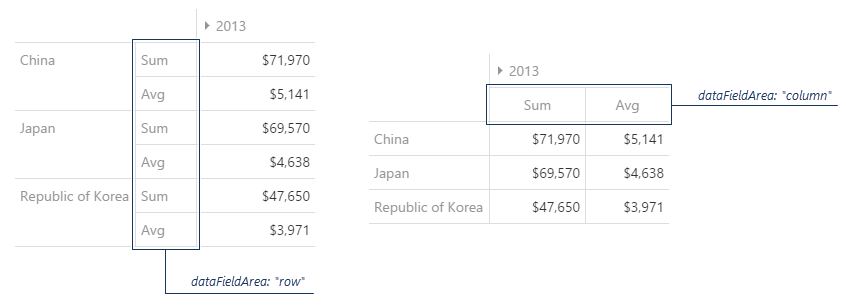 2013
China Sum $71,970
Avg $5,141
Japan Sum $69,570
Avg $4,638
Republic of Korea Sum $47,650
Avg $3,971
dataFieldArea: "row"
2013
Sum Avg
dataFieldArea: "column"
China $71,970 $5,141
Japan $69,570 $4,638
Republic of Korea $47,650 $3,971